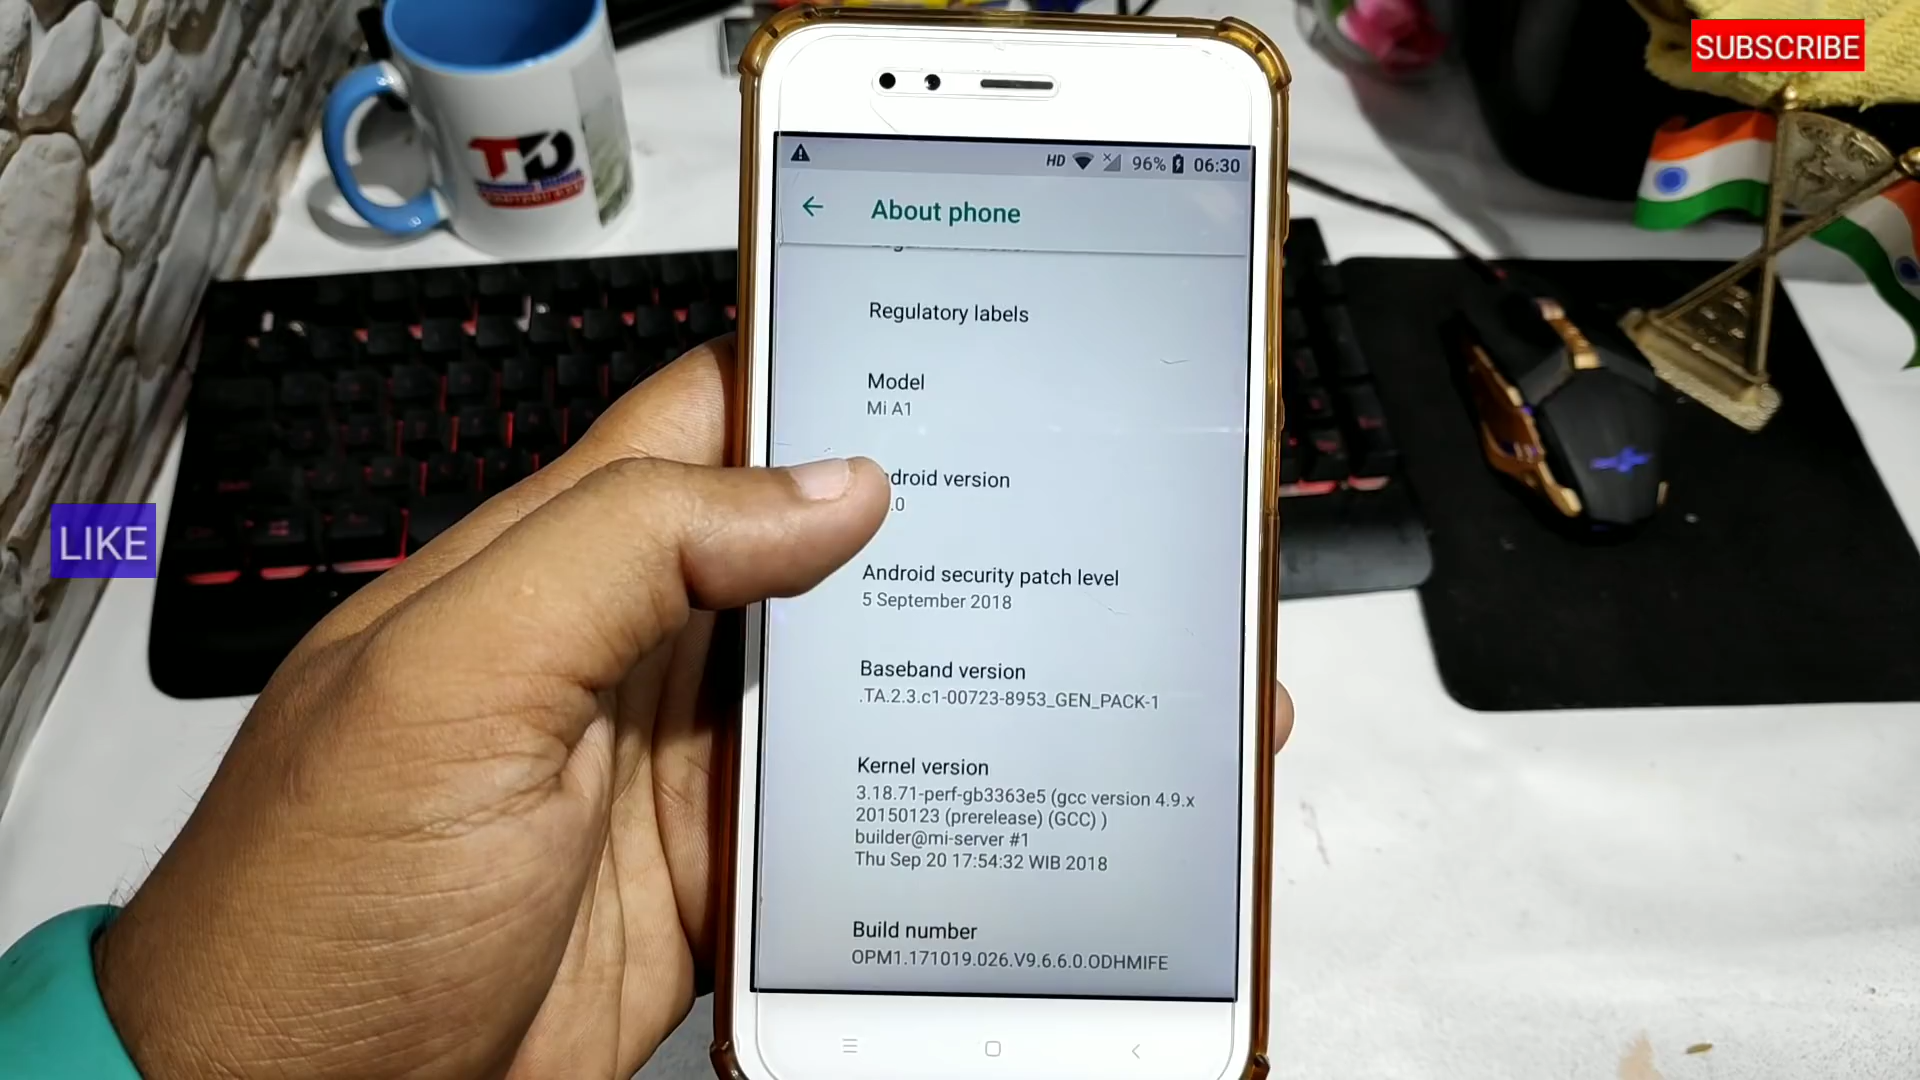 SUBSCRIBE
TD
HD 96% 06:30
About phone
Regulatory labels
Model
Mi A1
droid version
.0
LIKE
Android security patch level
5 September 2018
Baseband version
.TA.2.3.c1-00723-8953_GEN_PACK-1
Kernel version
3.18.71-perf-gb3363e5 (gcc version 4.9.x
20150123 (prerelease) (GCC) )
builder@mi-server #1
Thu Sep 20 17:54:32 WIB 2018
Build number
OPM1.171019.026.V9.6.6.0.ODHMIFE